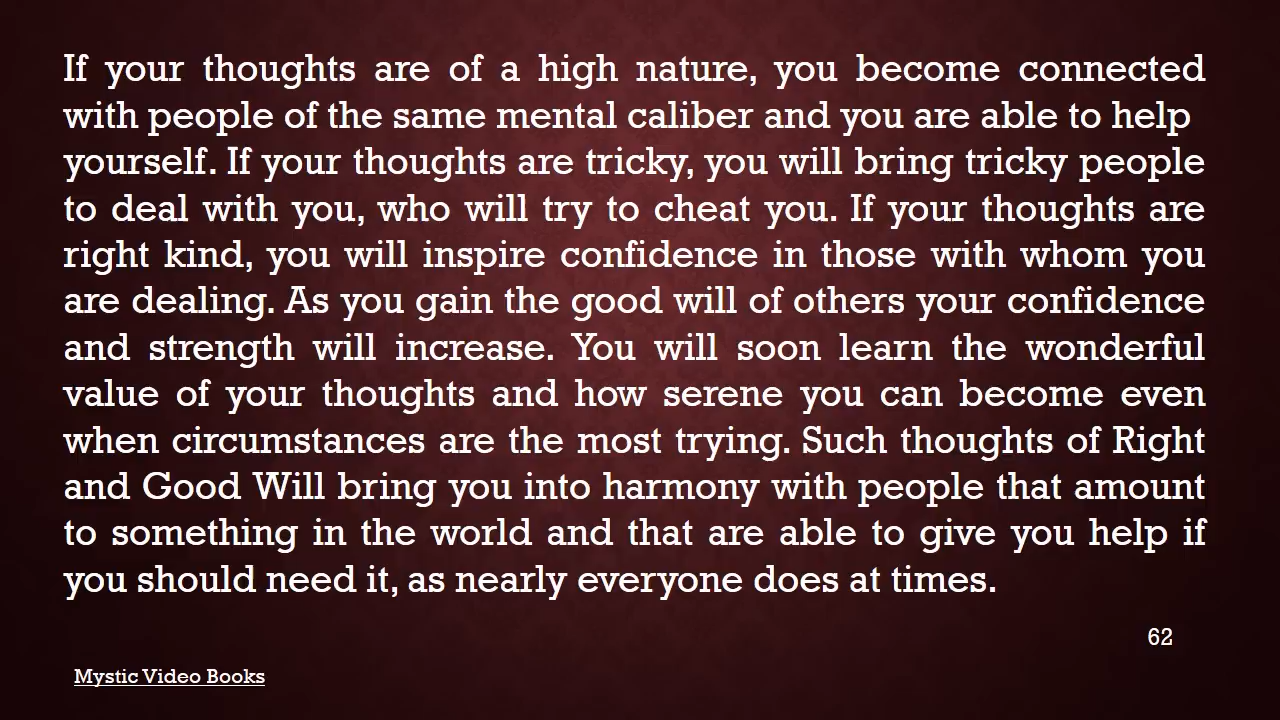 If your thoughts are of a high nature, you become connected
with people of the same mental caliber and you are able to help
yourself. If your thoughts are tricky, you will bring tricky people
to deal with you, who will try to cheat you. If your thoughts are
right kind, you will inspire confidence in those with whom you
are dealing. As you gain the good will of others your confidence
and strength will increase. You will soon learn the wonderful
value of your thoughts and how serene you can become even
when circumstances are the most trying. Such thoughts of Right
and Good Will bring you into harmony with people that amount
to something in the world and that are able to give you help if
you should need it, as nearly everyone does at times.
62
Mystic Video Books